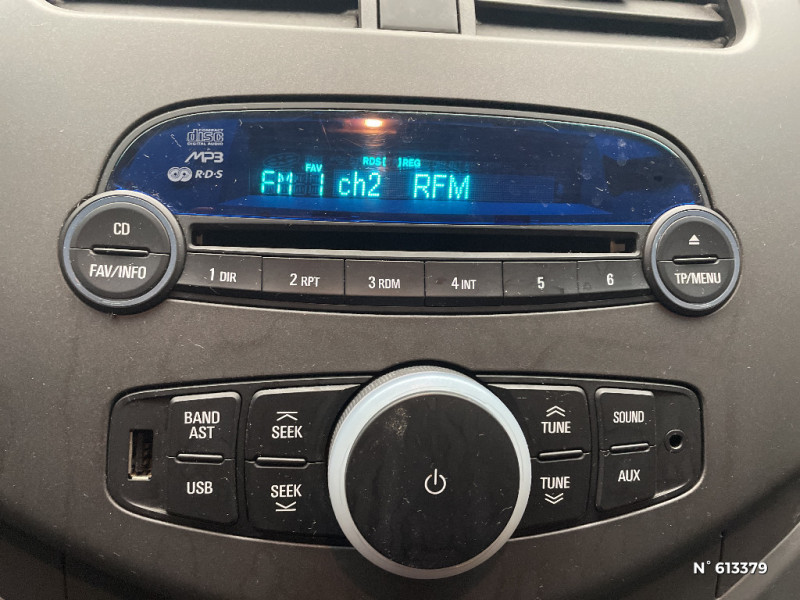 COMPACT
disc
DIGITAL AUDIO
MP3
R·D·S
FAV RDS REG
FM 1 ch2 RFM
CD
FAV/INFO
TP/MENU
1 DIR 2 RPT 3 RDM 4 INT 5 6
BAND
AST
SEEK
TUNE
SOUND
USB
SEEK
TUNE
AUX
N° 613379